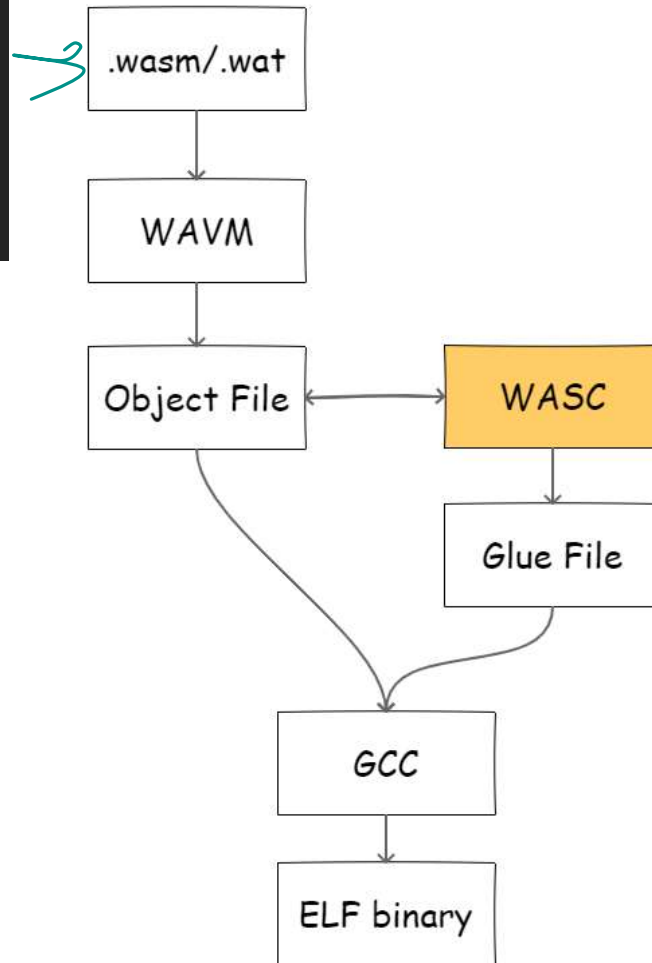 .wasm/.wat
WAVM
Object File
WASC
Glue File
GCC
ELF binary